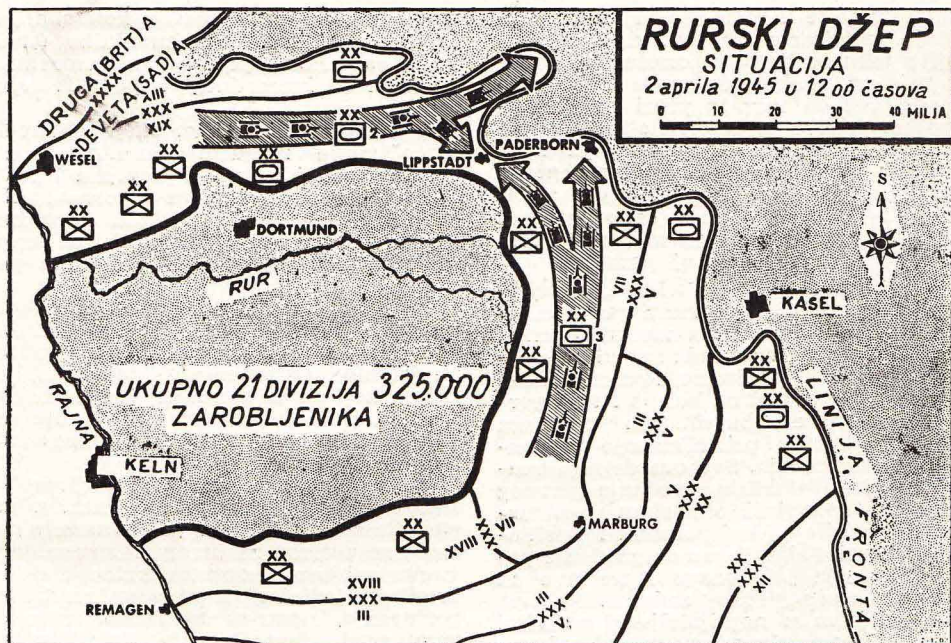 RURSKI DŽEP
SITUACIJA
2 aprila 1945 u 12 00 časova
0 10 20 30 40 MILJA
DRUGA (BRIT) A
XXXX
DEVETA (SAD) A
XIII
XXX
XIX
XX
XX
2
WESEL
XX
XX
XX
XX
LIPPSTADT
PADERBORN
S
DORTMUND
XX
XX
XX
RUR
VII
XXX
V
KASEL
XX
3
UKUPNO 21 DIVIZIJA 325.000
ZAROBLJENIKA
XX
XX
XX
XX
RAJNA
LINIJA FRONTA
III
XXX
V
KELN
V
XXX
XX
XVIII
XXX
VII
MARBURG
XX
XX
XX
XXX
XII
REMAGEN
XVIII
XXX
III
III
XXX
V